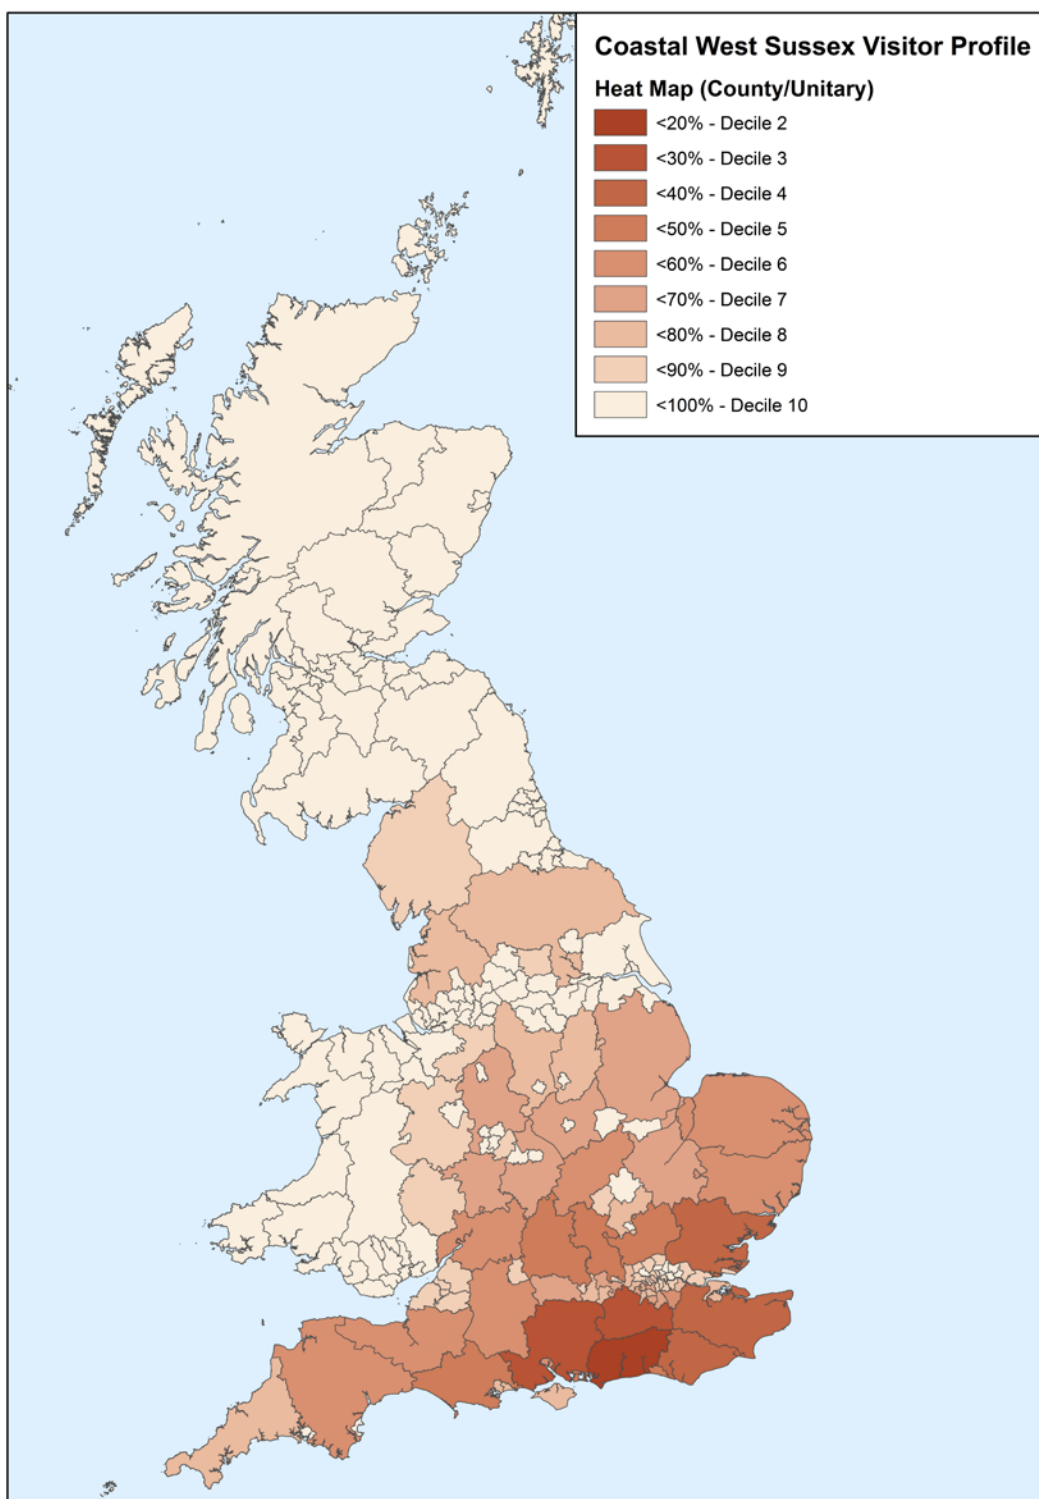 Coastal West Sussex Visitor Profile
Heat Map (County/Unitary)
<20% - Decile 2
<30% - Decile 3
<40% - Decile 4
<50% - Decile 5
<60% - Decile 6
<70% - Decile 7
<80% - Decile 8
<90% - Decile 9
<100% - Decile 10